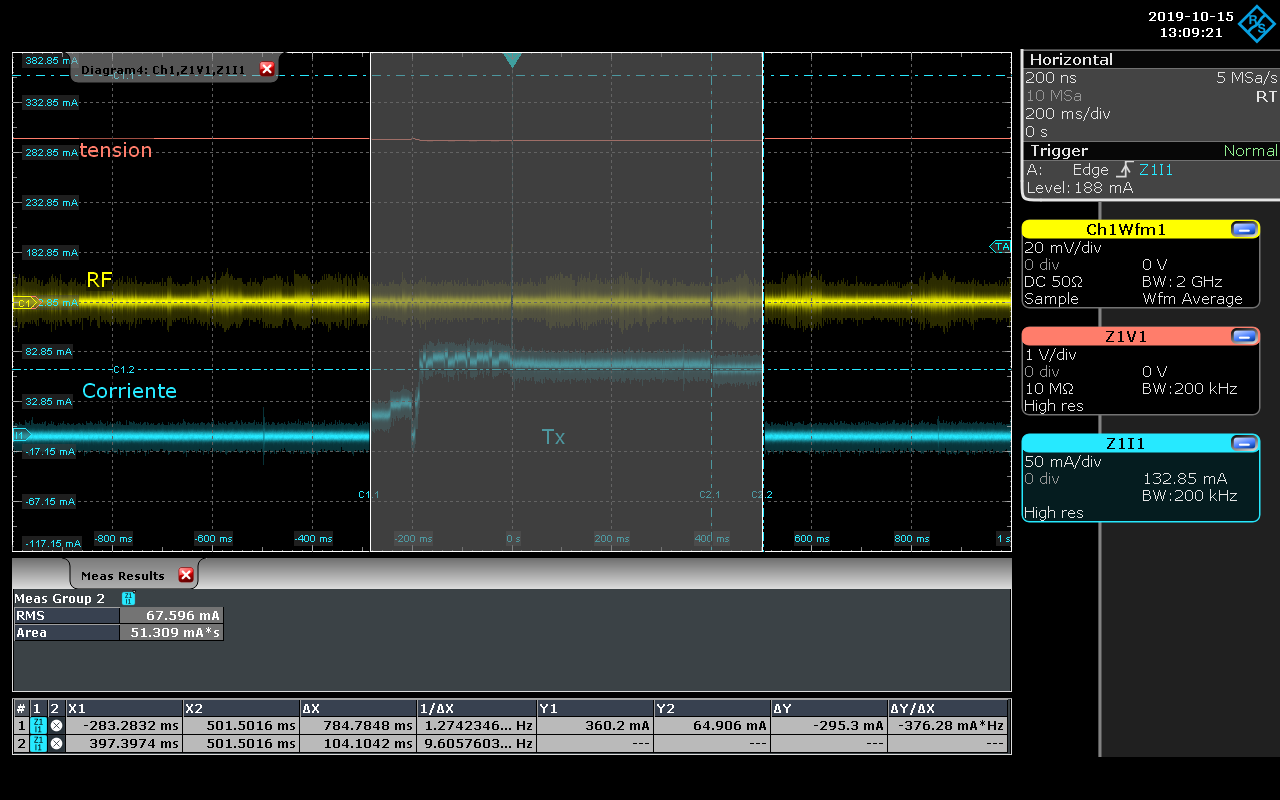 2019-10-15
13:09:21
Diagram4: Ch1,Z1V1,Z1I1
C1.1
382.85 mA
332.85 mA
282.85 mA
232.85 mA
182.85 mA
82.85 mA
32.85 mA
-17.15 mA
-67.15 mA
-117.15 mA
tension
RF
C1
TA
C1.2
Corriente
I1
Tx
C1.1
C2.1
C2.2
-800 ms
-600 ms
-400 ms
-200 ms
0 s
200 ms
400 ms
600 ms
800 ms
1 s
Horizontal
200 ns 5 MSa/s
10 MSa RT
200 ms/div
0 s
Trigger Normal
A: Edge Z1I1
Level: 188 mA
Ch1Wfm1
20 mV/div
0 div 0 V
DC 50Ω BW: 2 GHz
Sample Wfm Average
Z1V1
1 V/div
0 div 0 V
10 MΩ BW:200 kHz
High res
Z1I1
50 mA/div
0 div 132.85 mA
BW:200 kHz
High res
Meas Results
Meas Group 2 Z1 I1
RMS 67.596 mA
Area 51.309 mA*s
# 1 2 X1 X2 ΔX 1/ΔX Y1 Y2 ΔY ΔY/ΔX
1 Z1 I1 -283.2832 ms 501.5016 ms 784.7848 ms 1.2742346... Hz 360.2 mA 64.906 mA -295.3 mA -376.28 mA*Hz
2 Z1 I1 397.3974 ms 501.5016 ms 104.1042 ms 9.6057603... Hz --- --- --- ---